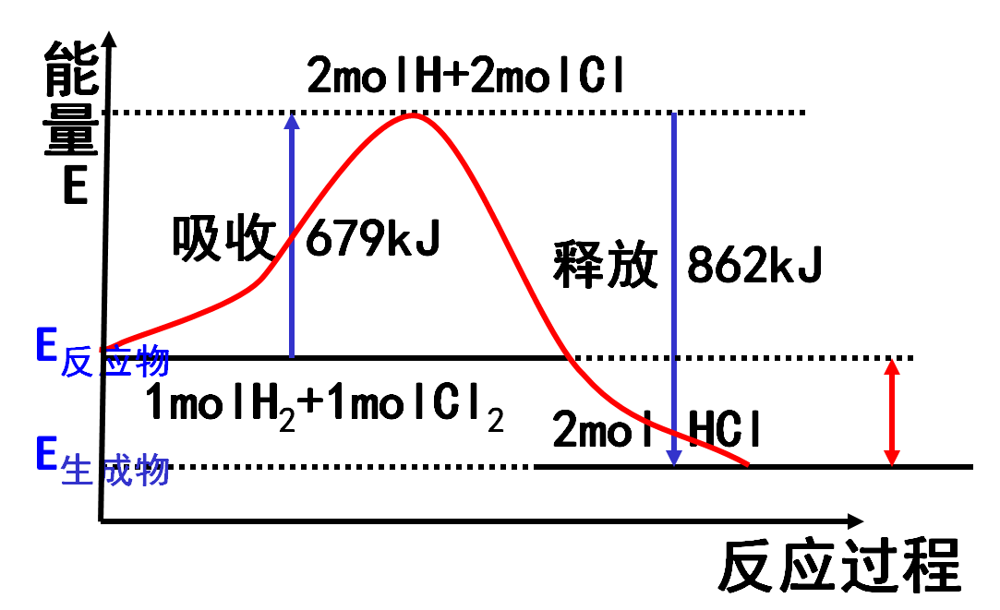 能量E
2molH+2molCl
吸收 679kJ
释放 862kJ
E反应物
1molH₂+1molCl₂
2mol HCl
E生成物
反应过程